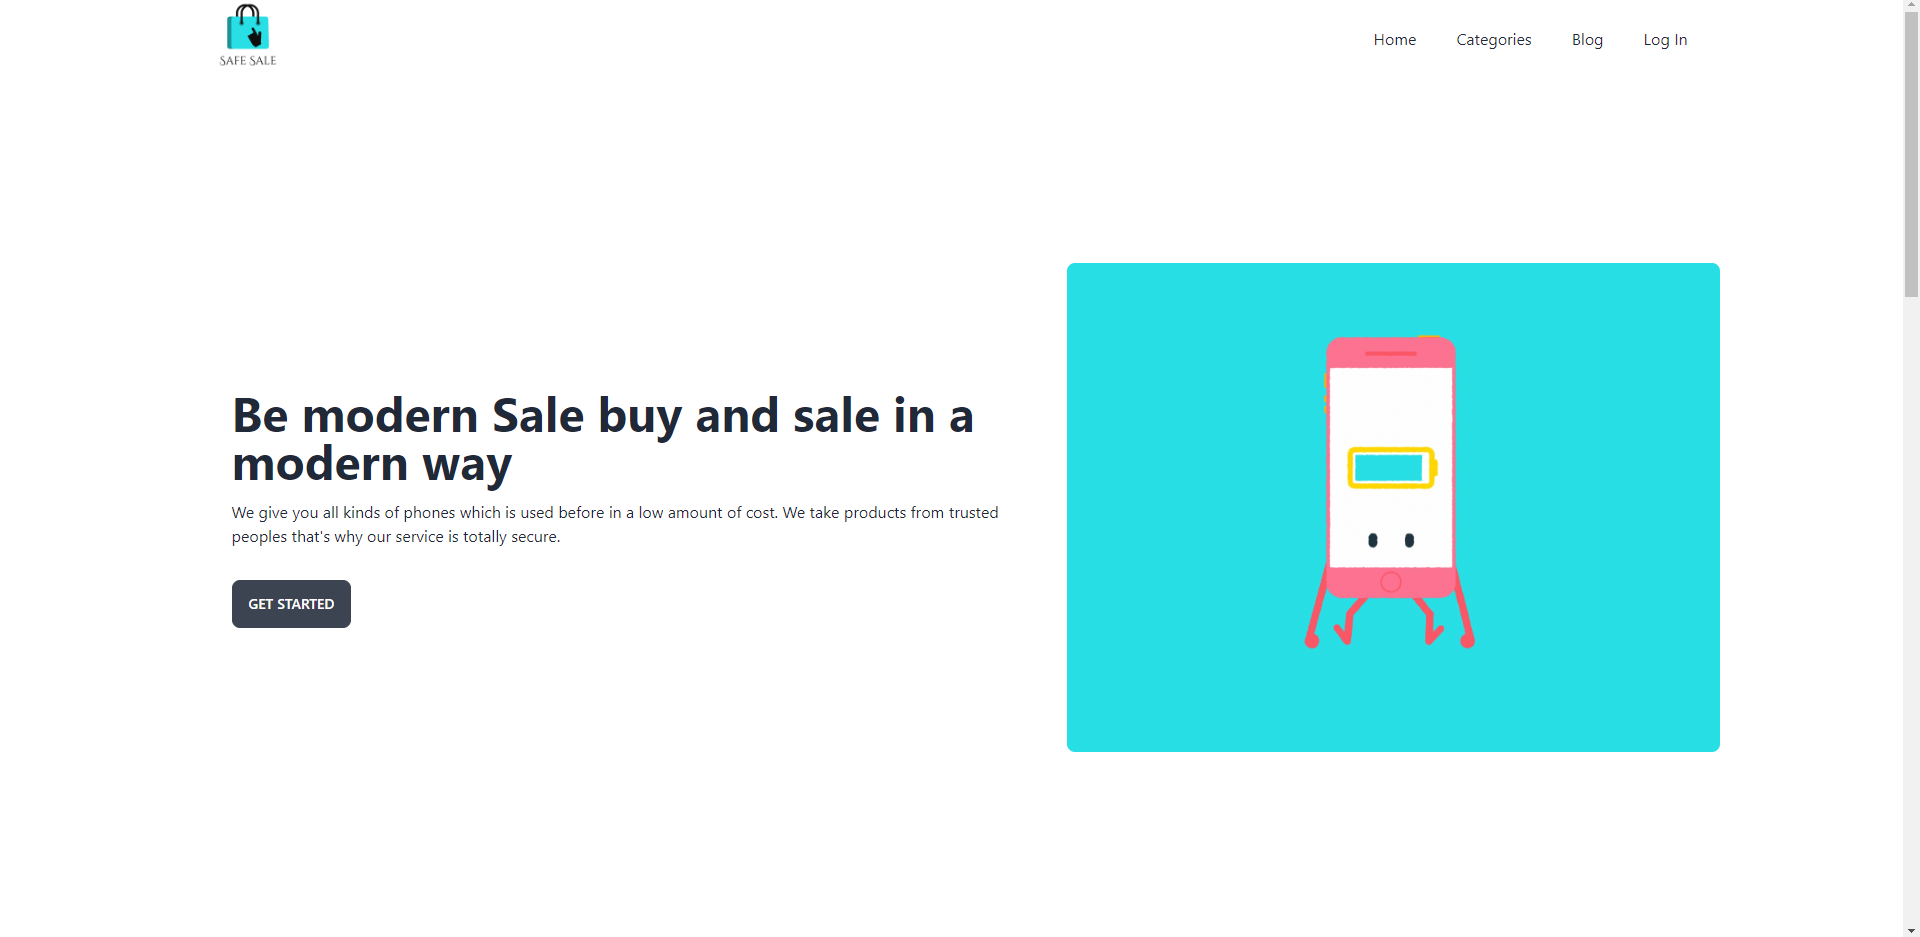 SAFE SALE
Home Categories Blog Log In
Be modern Sale buy and sale in a
modern way
We give you all kinds of phones which is used before in a low amount of cost. We take products from trusted
peoples that's why our service is totally secure.
GET STARTED